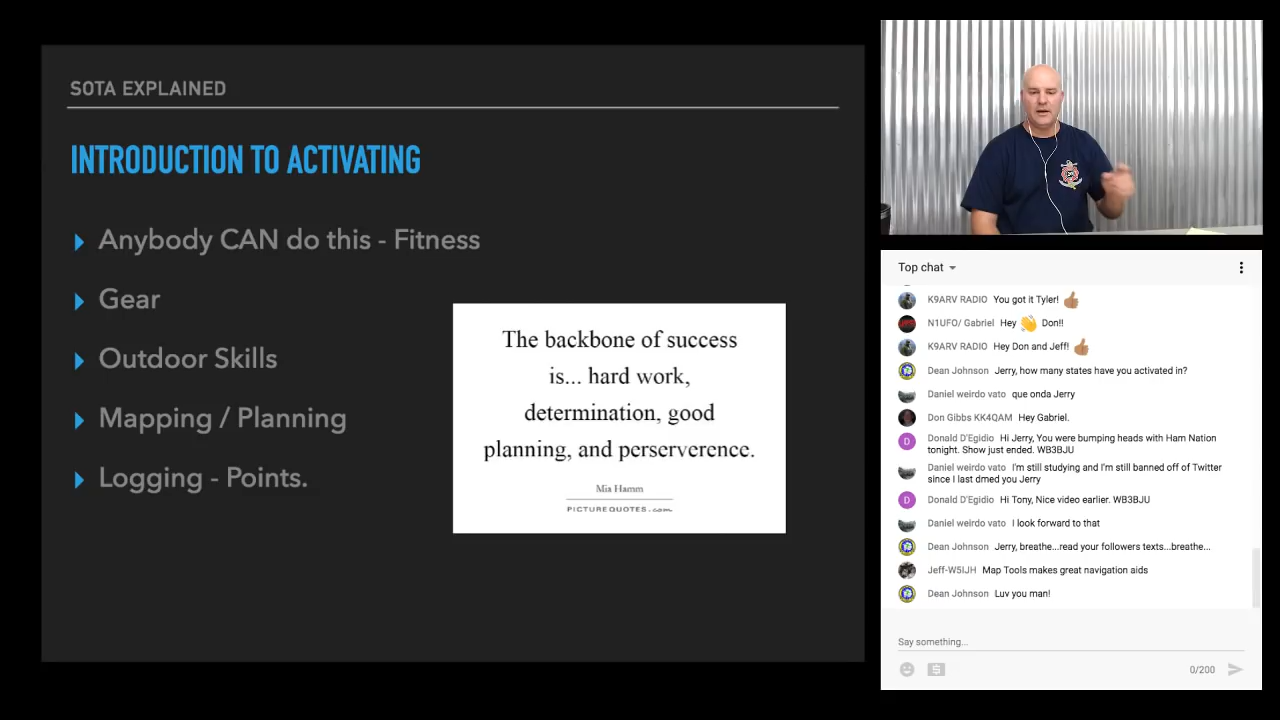 SOTA EXPLAINED
INTRODUCTION TO ACTIVATING
Anybody CAN do this - Fitness
Gear
Outdoor Skills
Mapping / Planning
Logging - Points.
The backbone of success
is... hard work,
determination, good
planning, and perserverence.
Mia Hamm
PICTUREQUOTES.com
Top chat
K9ARV RADIO You got it Tyler!
N1UFO/ Gabriel Hey Don!!
K9ARV RADIO Hey Don and Jeff!
Dean Johnson Jerry, how many states have you activated in?
Daniel weirdo vato que onda Jerry
Don Gibbs KK4QAM Hey Gabriel.
D Donald D'Egidio Hi Jerry, You were bumping heads with Ham Nation
tonight. Show just ended. WB3BJU
Daniel weirdo vato I'm still studying and I'm still banned off of Twitter
since I last dmed you Jerry
D Donald D'Egidio Hi Tony, Nice video earlier. WB3BJU
Daniel weirdo vato I look forward to that
Dean Johnson Jerry, breathe...read your followers texts...breathe...
Jeff-W5IJH Map Tools makes great navigation aids
Dean Johnson Luv you man!
Say something...
0/200